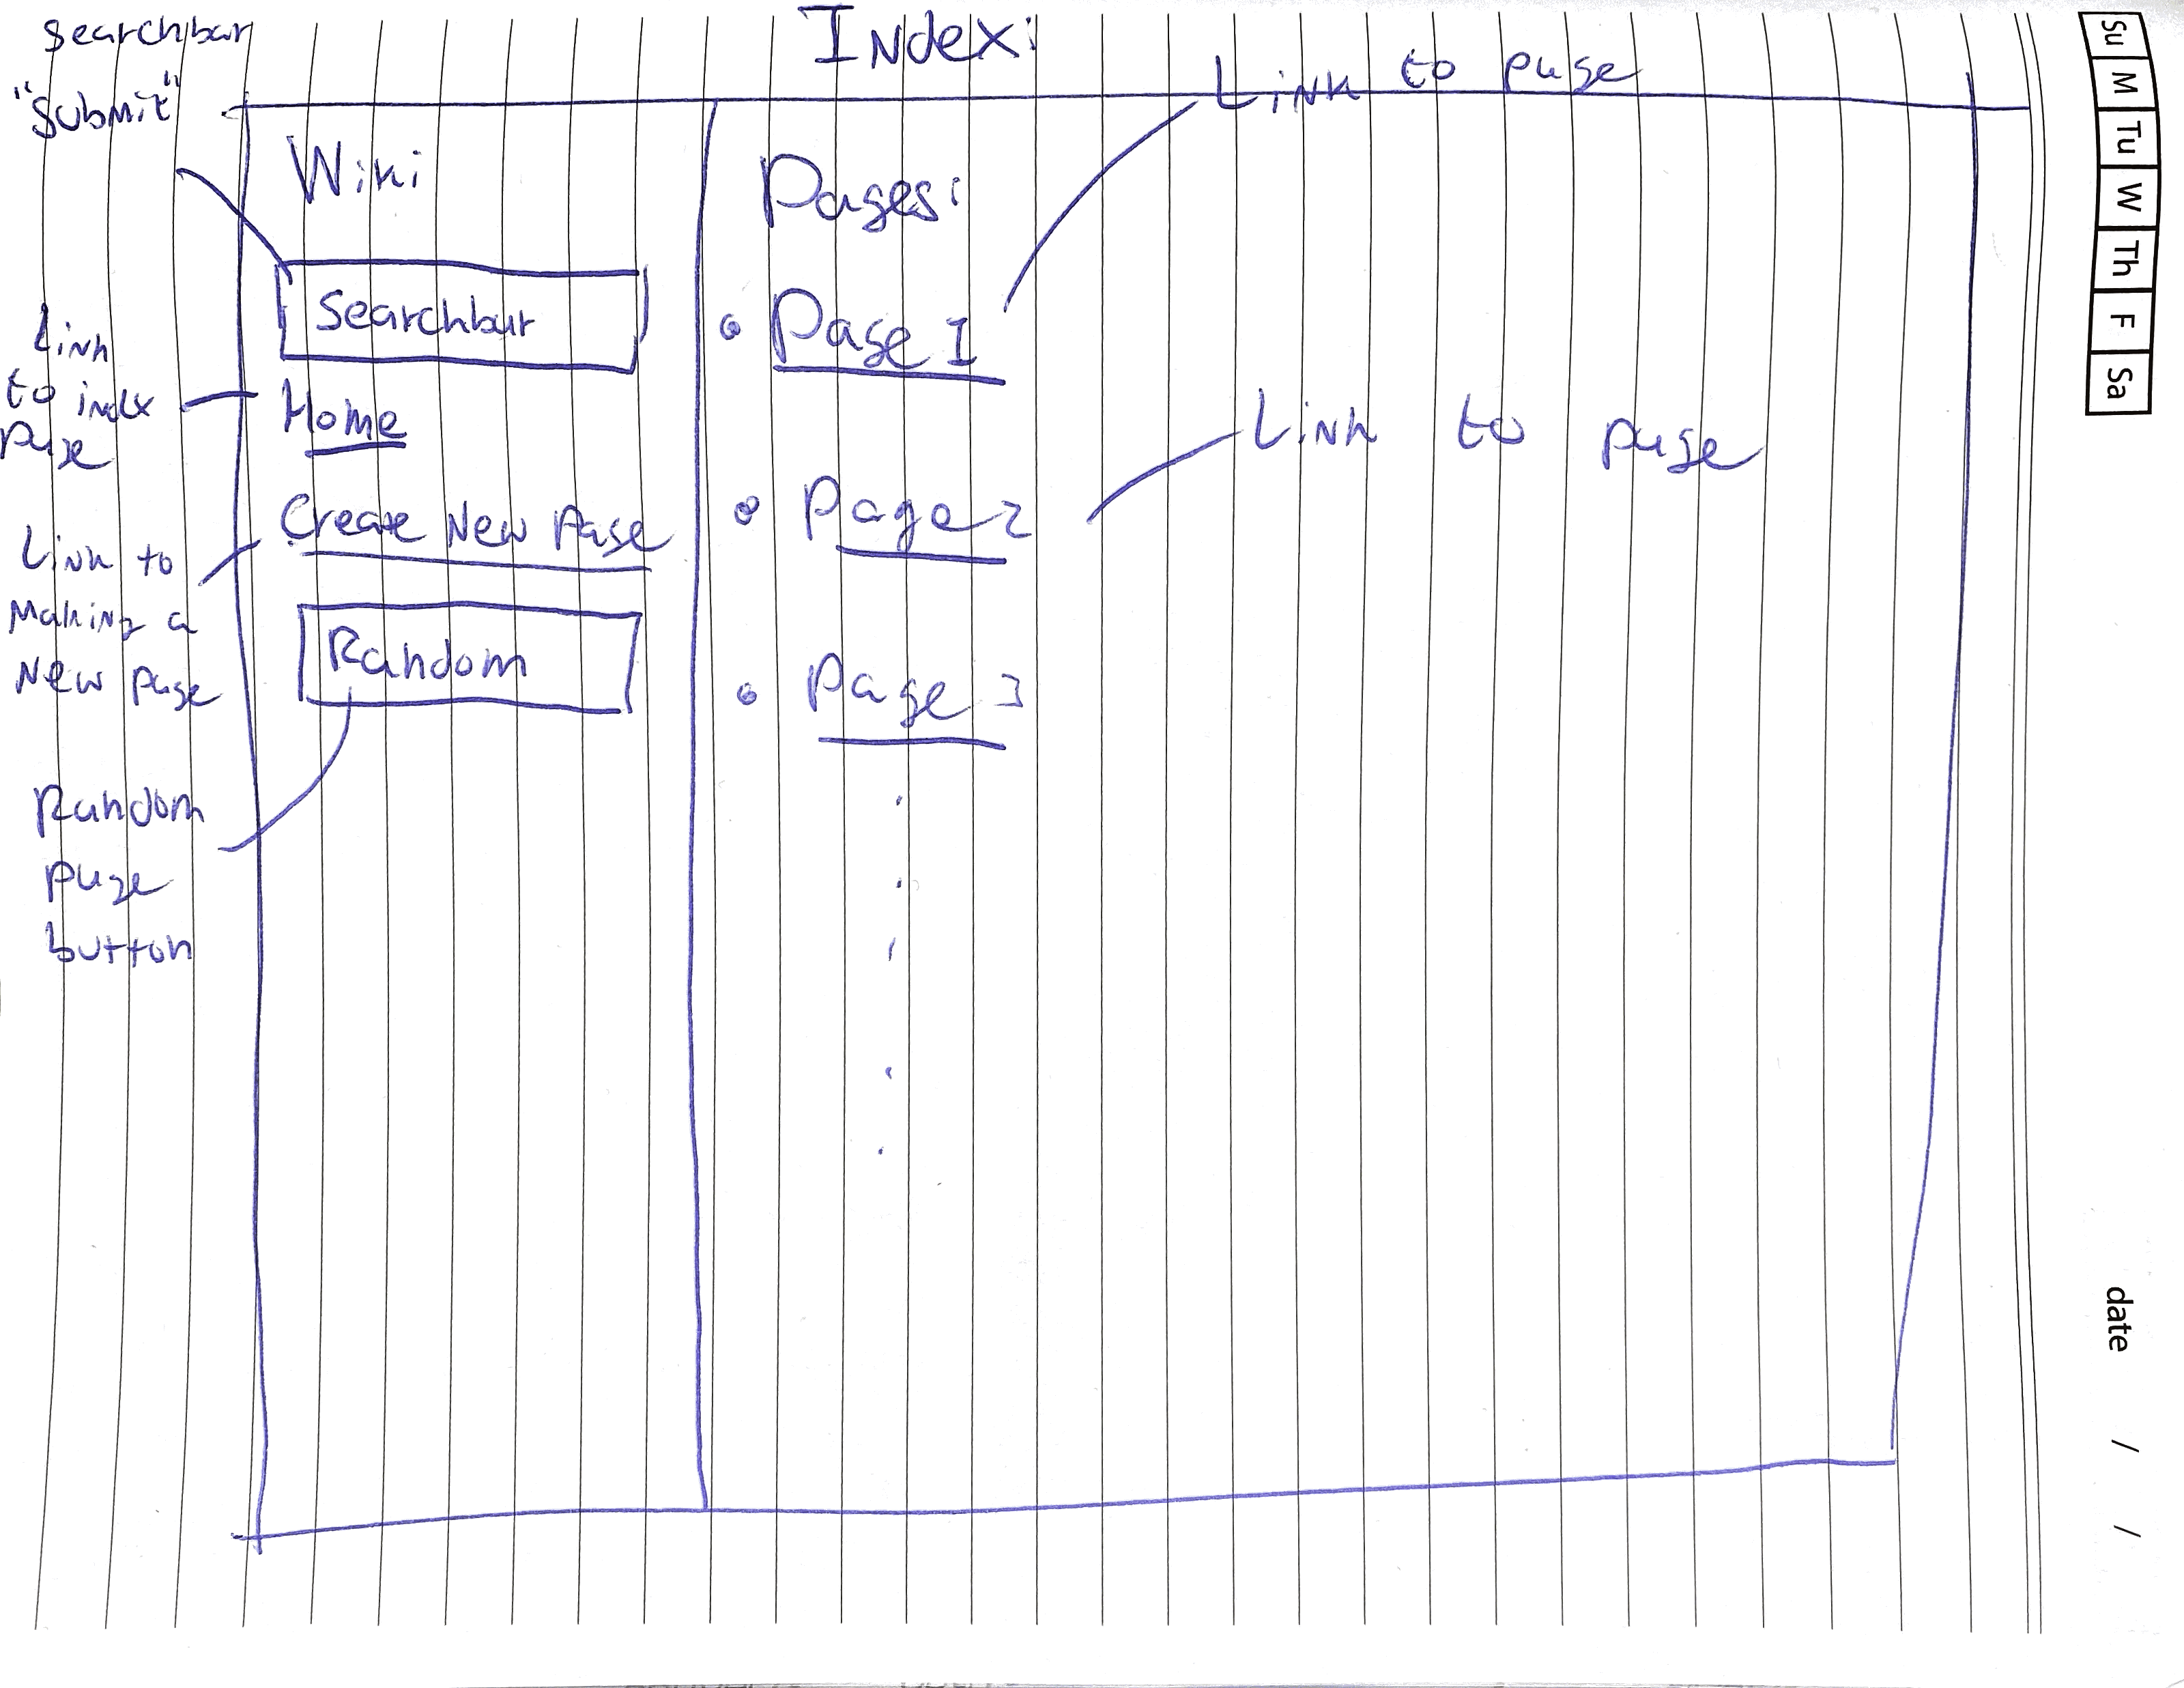 Index:
Searchbar
"Submit"
Link to page
Wiki
Pages:
Searchbar
Page 1
Link
to index
page
Home
Link to page
Create New Page
Page 2
Link to
Making a
New page
Random
Page 3
Random
page
button
Su
M
Tu
W
Th
F
Sa
date / /